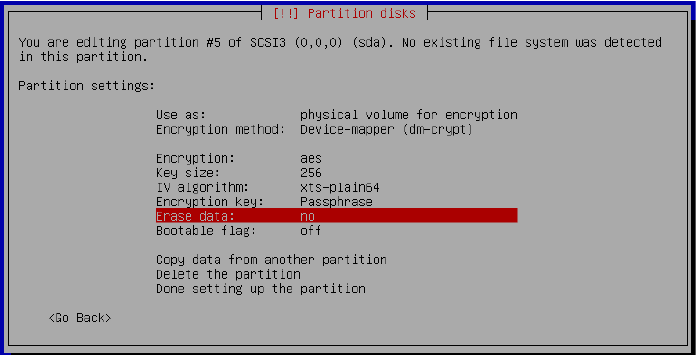 [!!] Partition disks
You are editing partition #5 of SCSI3 (0,0,0) (sda). No existing file system was detected
in this partition.
Partition settings:
Use as: physical volume for encryption
Encryption method: Device-mapper (dm-crypt)
Encryption: aes
Key size: 256
IV algorithm: xts-plain64
Encryption key: Passphrase
Erase data: no
Bootable flag: off
Copy data from another partition
Delete the partition
Done setting up the partition
<Go Back>